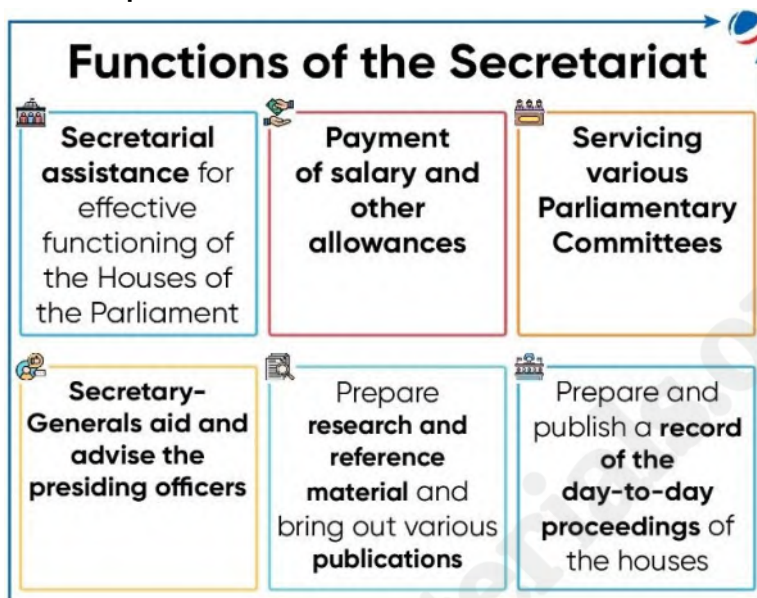 Functions of the Secretariat
Secretarial
assistance for
effective
functioning of
the Houses of
the Parliament
Payment
of salary and
other
allowances
Servicing
various
Parliamentary
Committees
Secretary-
Generals aid and
advise the
presiding officers
Prepare
research and
reference
material and
bring out various
publications
Prepare and
publish a record
of the
day-to-day
proceedings of
the houses